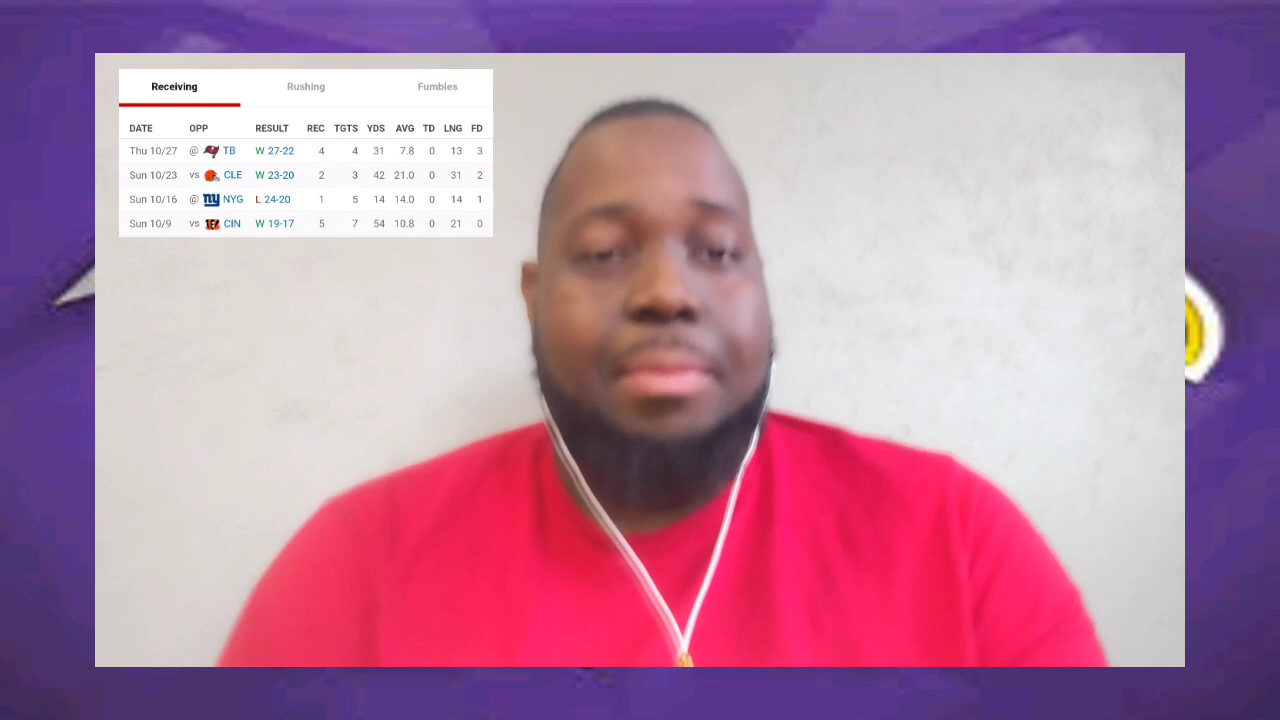 Receiving Rushing Fumbles
DATE OPP RESULT REC TGTS YDS AVG TD LNG FD
Thu 10/27 @ TB W 27-22 4 4 31 7.8 0 13 3
Sun 10/23 vs CLE W 23-20 2 3 42 21.0 0 31 2
Sun 10/16 @ ny NYG L 24-20 1 5 14 14.0 0 14 1
Sun 10/9 vs CIN W 19-17 5 7 54 10.8 0 21 0